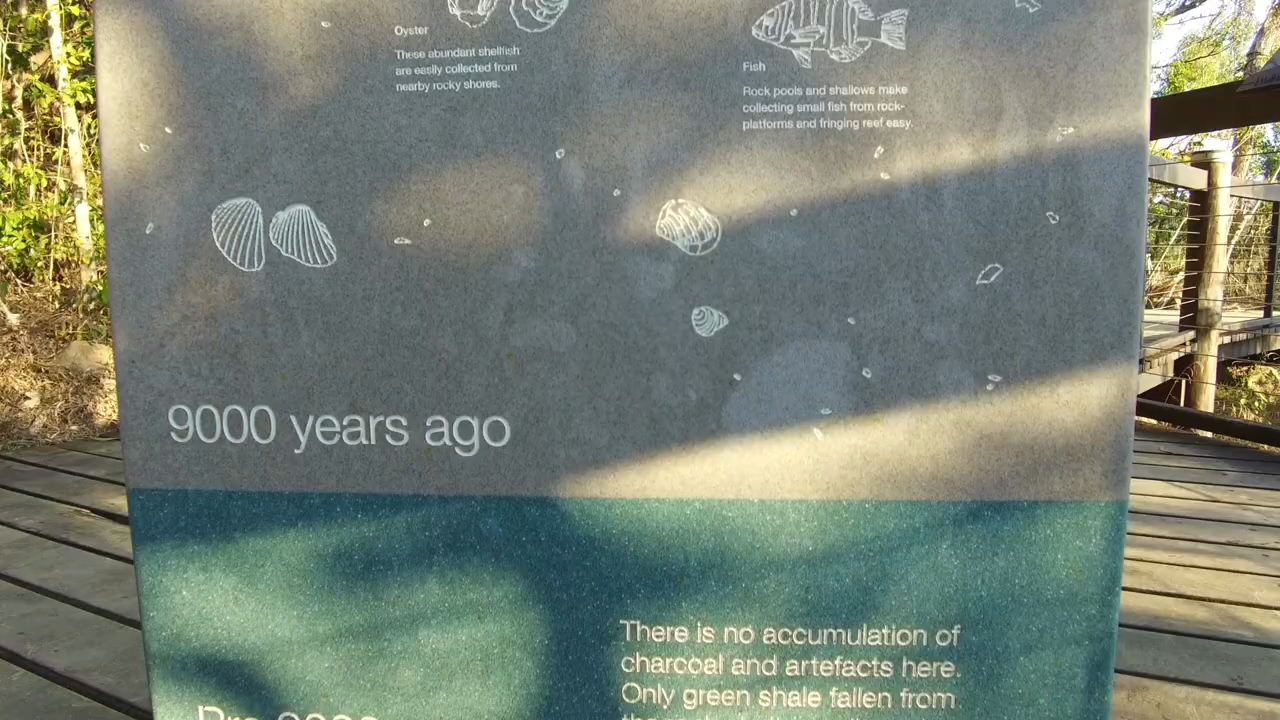 Oyster
These abundant shellfish
are easily collected from
nearby rocky shores.
Fish
Rock pools and shallows make
collecting small fish from rock-
platforms and fringing reef easy.
9000 years ago
There is no accumulation of
charcoal and artefacts here.
Only green shale fallen from
Pre 9000